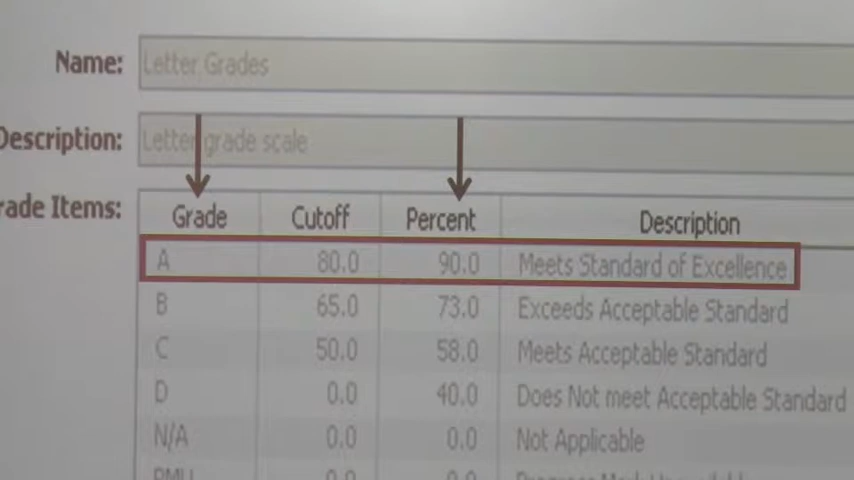 Name: Letter Grades
Description: Letter grade scale
rade Items:
Grade Cutoff Percent Description
A 80.0 90.0 Meets Standard of Excellence
B 65.0 73.0 Exceeds Acceptable Standard
C 50.0 58.0 Meets Acceptable Standard
D 0.0 40.0 Does Not meet Acceptable Standard
N/A 0.0 0.0 Not Applicable